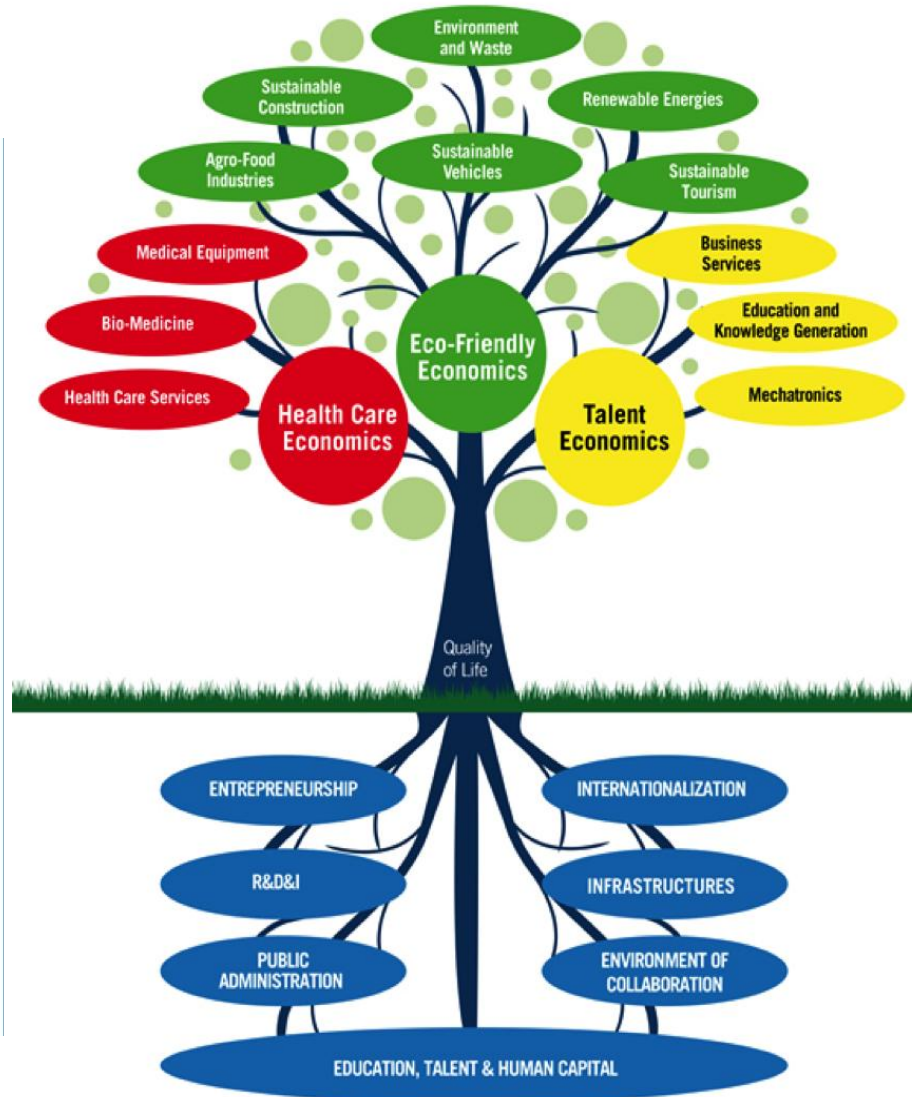 Environment
and Waste
Sustainable
Construction
Renewable Energies
Agro-Food
Industries
Sustainable
Vehicles
Sustainable
Tourism
Medical Equipment
Business
Services
Bio-Medicine
Education and
Knowledge Generation
Health Care Services
Mechatronics
Eco-Friendly
Economics
Health Care
Economics
Talent
Economics
Quality
of Life
ENTREPRENEURSHIP
INTERNATIONALIZATION
R&D&I
INFRASTRUCTURES
PUBLIC
ADMINISTRATION
ENVIRONMENT OF
COLLABORATION
EDUCATION, TALENT & HUMAN CAPITAL